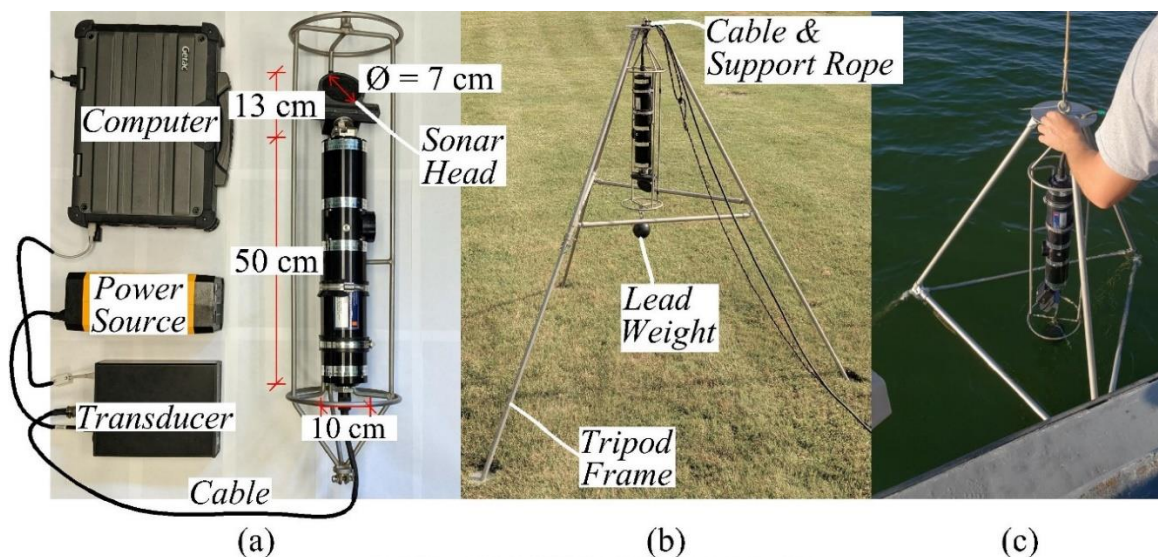 Getac
Computer
13 cm
Ø = 7 cm
Sonar
Head
50 cm
Power
Source
Transducer
10 cm
Cable
Cable &
Support Rope
Lead
Weight
Tripod
Frame
(a)
(b)
(c)